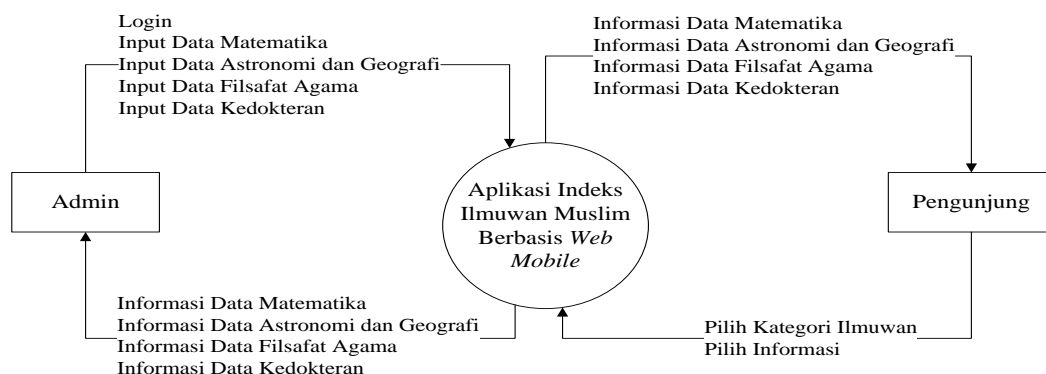 Login
Input Data Matematika
Input Data Astronomi dan Geografi
Input Data Filsafat Agama
Input Data Kedokteran
Informasi Data Matematika
Informasi Data Astronomi dan Geografi
Informasi Data Filsafat Agama
Informasi Data Kedokteran
Admin
Aplikasi Indeks
Ilmuwan Muslim
Berbasis Web
Mobile
Pengunjung
Informasi Data Matematika
Informasi Data Astronomi dan Geografi
Informasi Data Filsafat Agama
Informasi Data Kedokteran
Pilih Kategori Ilmuwan
Pilih Informasi